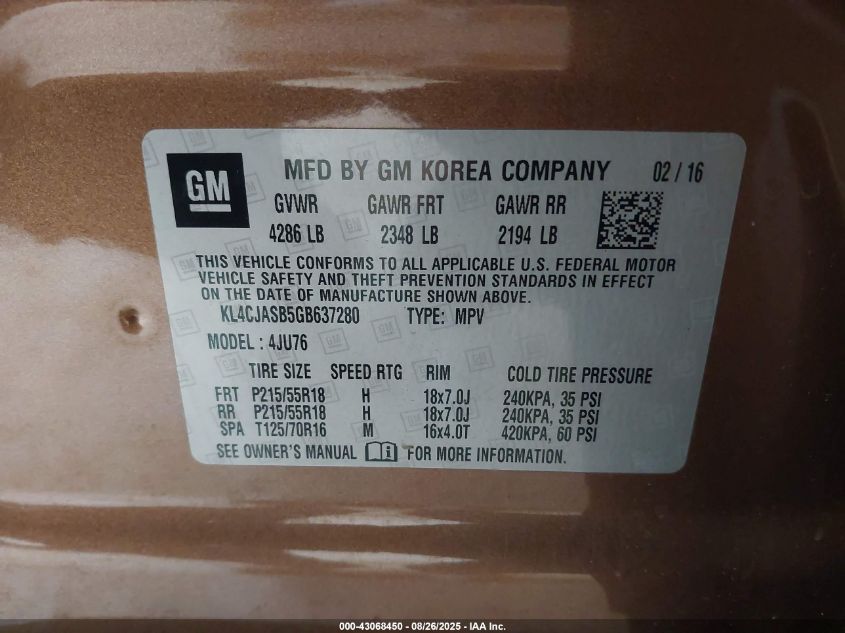 GM
MFD BY GM KOREA COMPANY 02 / 16
GVWR GAWR FRT GAWR RR
4286 LB 2348 LB 2194 LB
THIS VEHICLE CONFORMS TO ALL APPLICABLE U.S. FEDERAL MOTOR
VEHICLE SAFETY AND THEFT PREVENTION STANDARDS IN EFFECT
ON THE DATE OF MANUFACTURE SHOWN ABOVE.
KL4CJASB5GB637280 TYPE: MPV
MODEL : 4JU76
TIRE SIZE SPEED RTG RIM COLD TIRE PRESSURE
FRT P215/55R18 H 18x7.0J 240KPA, 35 PSI
RR P215/55R18 H 18x7.0J 240KPA, 35 PSI
SPA T125/70R16 M 16x4.0T 420KPA, 60 PSI
SEE OWNER'S MANUAL FOR MORE INFORMATION.
000-43068450 - 08/26/2025 - IAA Inc.